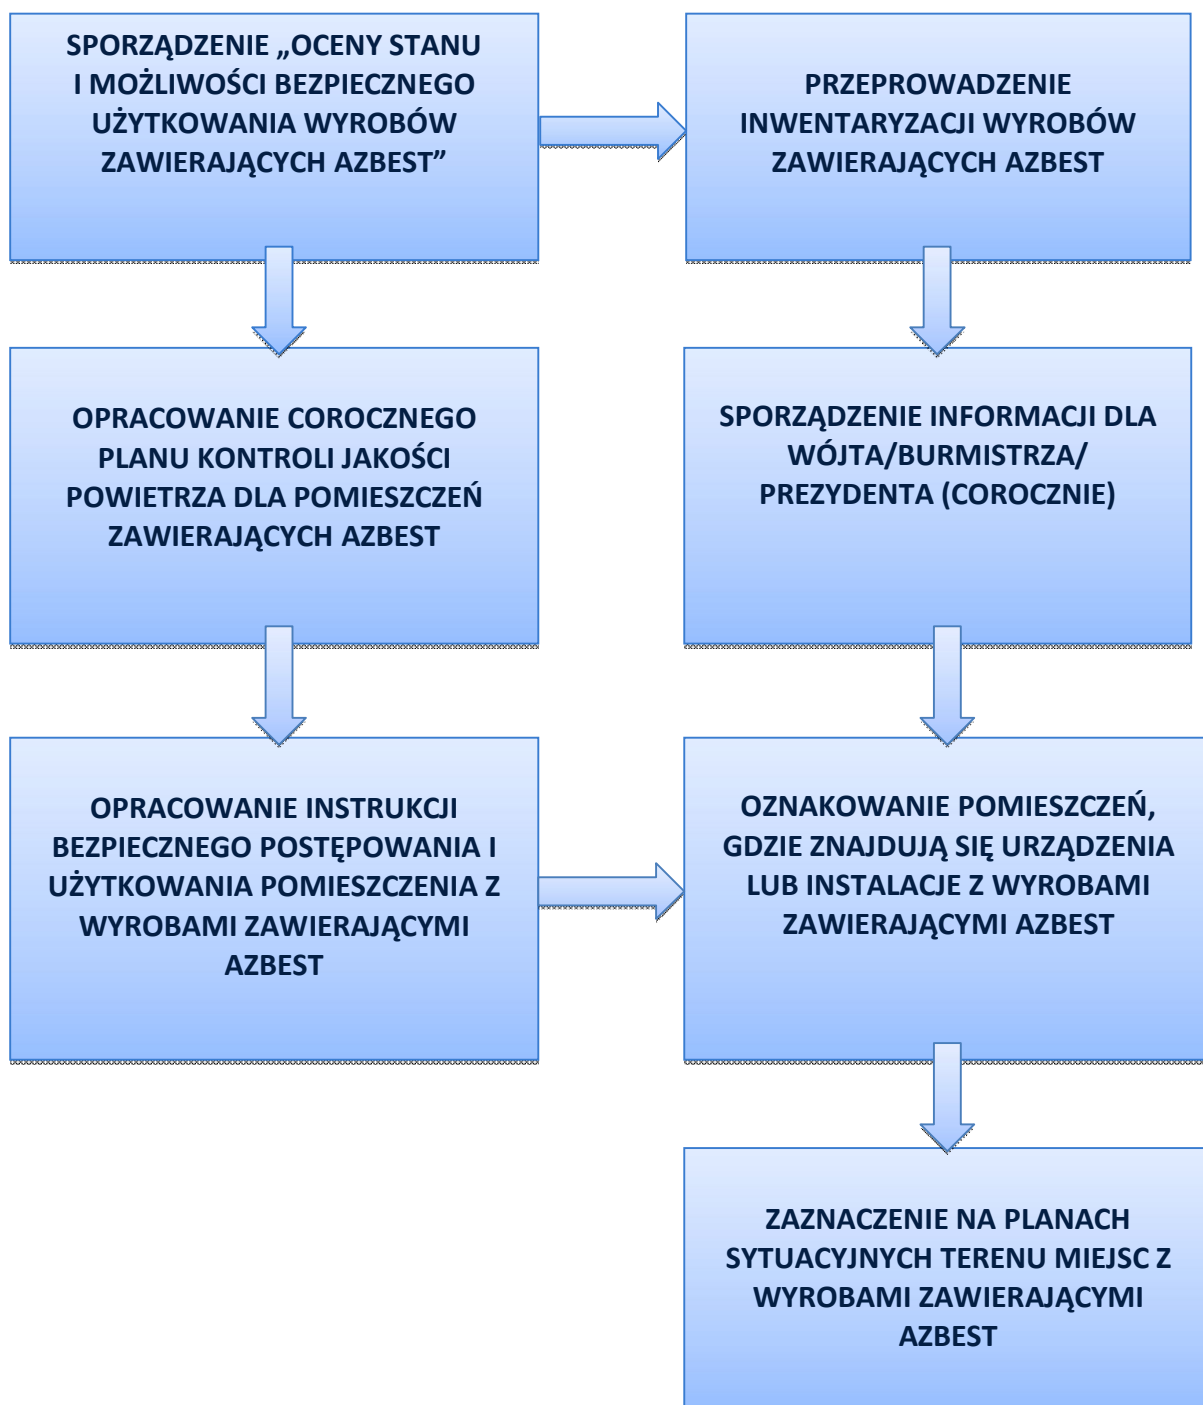 SPORZĄDZENIE „OCENY STANU
I MOŻLIWOŚCI BEZPIECZNEGO
UŻYTKOWANIA WYROBÓW
ZAWIERAJĄCYCH AZBEST”
PRZEPROWADZENIE
INWENTARYZACJI WYROBÓW
ZAWIERAJĄCYCH AZBEST
OPRACOWANIE COROCZNEGO
PLANU KONTROLI JAKOŚCI
POWIETRZA DLA POMIESZCZEŃ
ZAWIERAJĄCYCH AZBEST
SPORZĄDZENIE INFORMACJI DLA
WÓJTA/BURMISTRZA/
PREZYDENTA (COROCZNIE)
OPRACOWANIE INSTRUKCJI
BEZPIECZNEGO POSTĘPOWANIA I
UŻYTKOWANIA POMIESZCZENIA Z
WYROBAMI ZAWIERAJĄCYMI
AZBEST
OZNAKOWANIE POMIESZCZEŃ,
GDZIE ZNAJDUJĄ SIĘ URZĄDZENIA
LUB INSTALACJE Z WYROBAMI
ZAWIERAJĄCYMI AZBEST
ZAZNACZENIE NA PLANACH
SYTUACYJNYCH TERENU MIEJSC Z
WYROBAMI ZAWIERAJĄCYMI
AZBEST